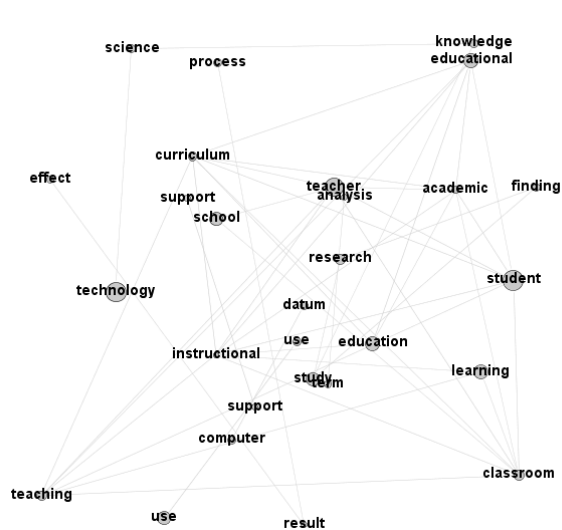 knowledge
science
educational
process
curriculum
effect
teacher
academic
finding
analysis
support
school
research
student
technology
datum
use
education
instructional
learning
study
term
support
computer
classroom
teaching
use
result